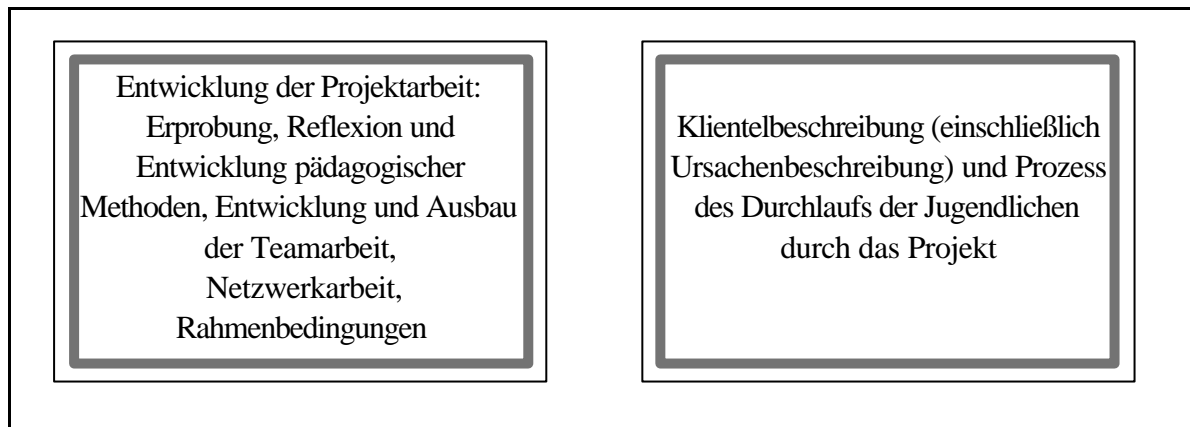 Entwicklung der Projektarbeit:
Erprobung, Reflexion und
Entwicklung pädagogischer
Methoden, Entwicklung und Ausbau
der Teamarbeit,
Netzwerkarbeit,
Rahmenbedingungen
Klientelbeschreibung (einschließlich
Ursachenbeschreibung) und Prozess
des Durchlaufs der Jugendlichen
durch das Projekt